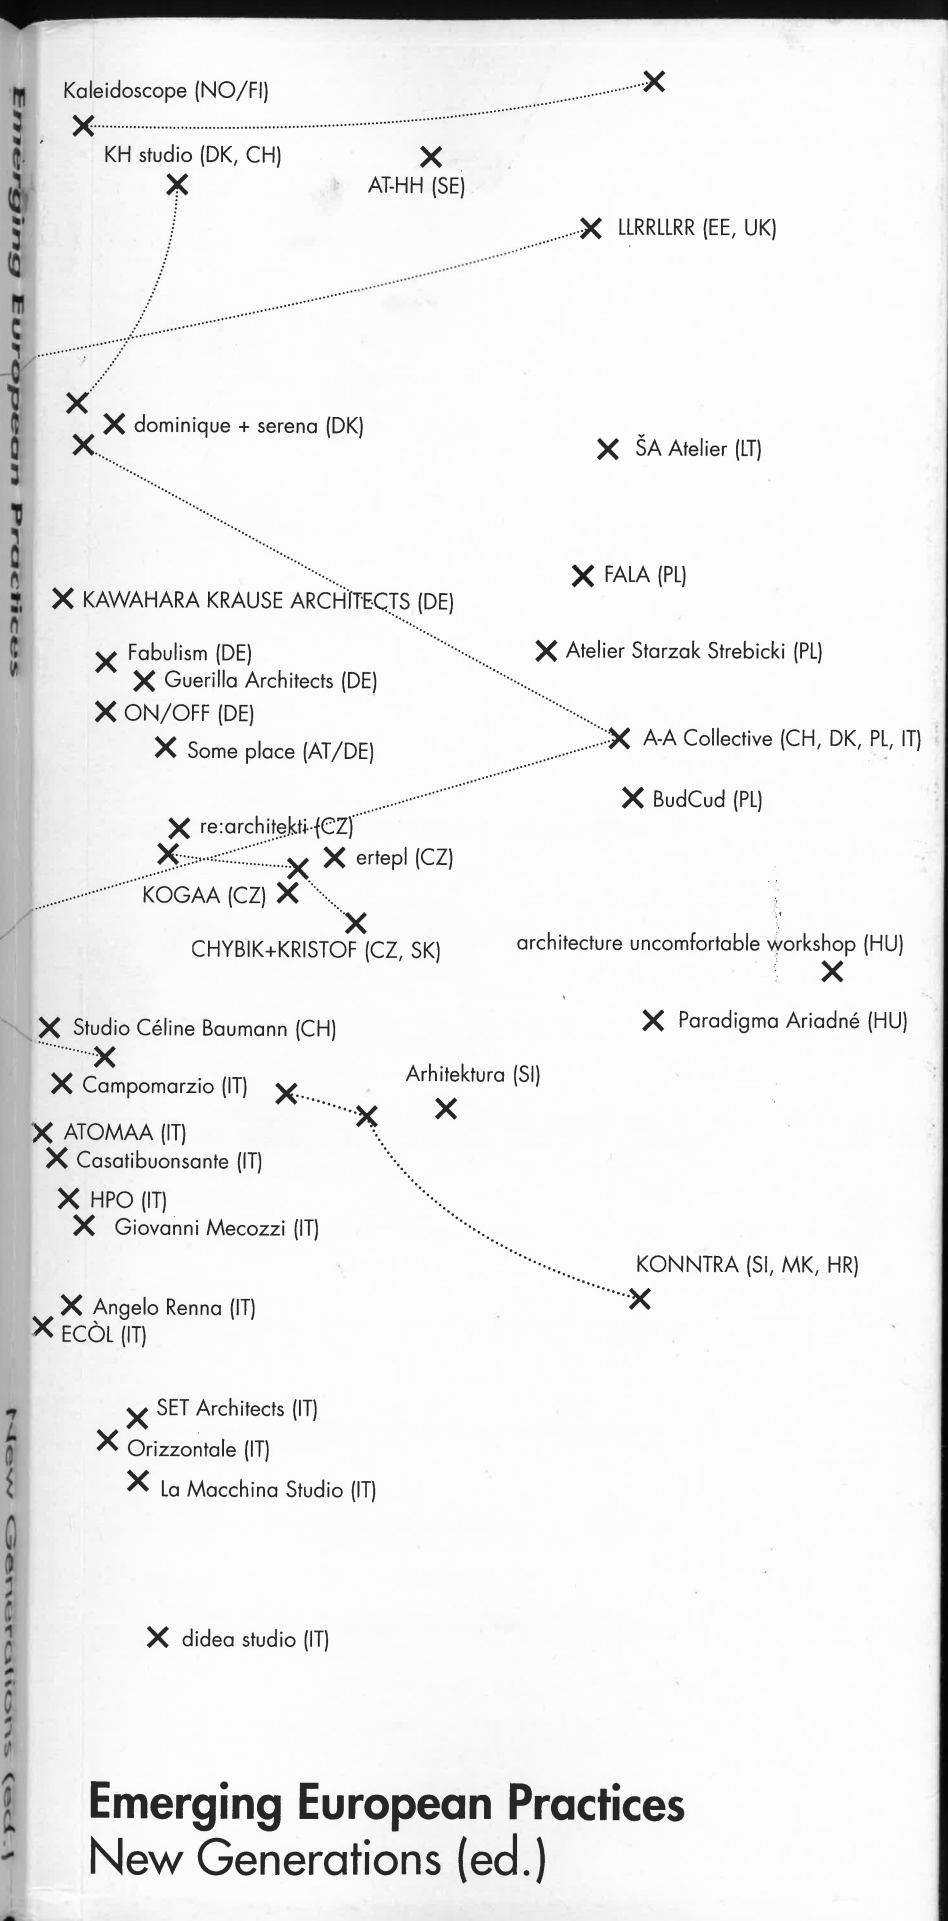 Emerging European Practices
New Generations (ed.)
Kaleidoscope (NO/FI)
KH studio (DK, CH)
AT-HH (SE)
LLRRLLRR (EE, UK)
dominique + serena (DK)
ŠA Atelier (LT)
FALA (PL)
KAWAHARA KRAUSE ARCHITECTS (DE)
Fabulism (DE)
Atelier Starzak Strebicki (PL)
Guerilla Architects (DE)
ON/OFF (DE)
A-A Collective (CH, DK, PL, IT)
Some place (AT/DE)
BudCud (PL)
re:architekti (CZ)
ertepl (CZ)
KOGAA (CZ)
CHYBIK+KRISTOF (CZ, SK)
architecture uncomfortable workshop (HU)
Studio Céline Baumann (CH)
Paradigma Ariadné (HU)
Arhitektura (SI)
Campomarzio (IT)
ATOMAA (IT)
Casatibuonsante (IT)
HPO (IT)
Giovanni Mecozzi (IT)
KONNTRA (SI, MK, HR)
Angelo Renna (IT)
ECÒL (IT)
SET Architects (IT)
Orizzontale (IT)
La Macchina Studio (IT)
didea studio (IT)
Emerging European Practices
New Generations (ed.)